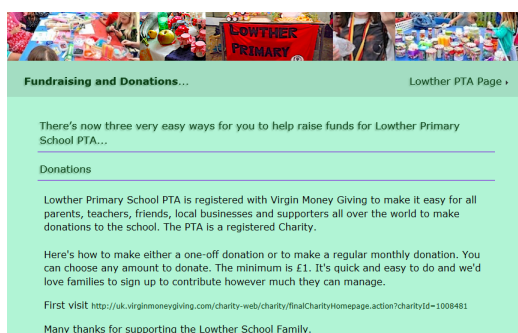 LOWTHER
PRIMARY
Fundraising and Donations...
Lowther PTA Page ›
There's now three very easy ways for you to help raise funds for Lowther Primary
School PTA...
Donations
Lowther Primary School PTA is registered with Virgin Money Giving to make it easy for all
parents, teachers, friends, local businesses and supporters all over the world to make
donations to the school. The PTA is a registered Charity.
Here's how to make either a one-off donation or to make a regular monthly donation. You
can choose any amount to donate. The minimum is £1. It's quick and easy to do and we'd
love families to sign up to contribute however much they can manage.
First visit http://uk.virginmoneygiving.com/charity-web/charity/finalCharityHomepage.action?charityId=1008481
Many thanks for supporting the Lowther School Family.